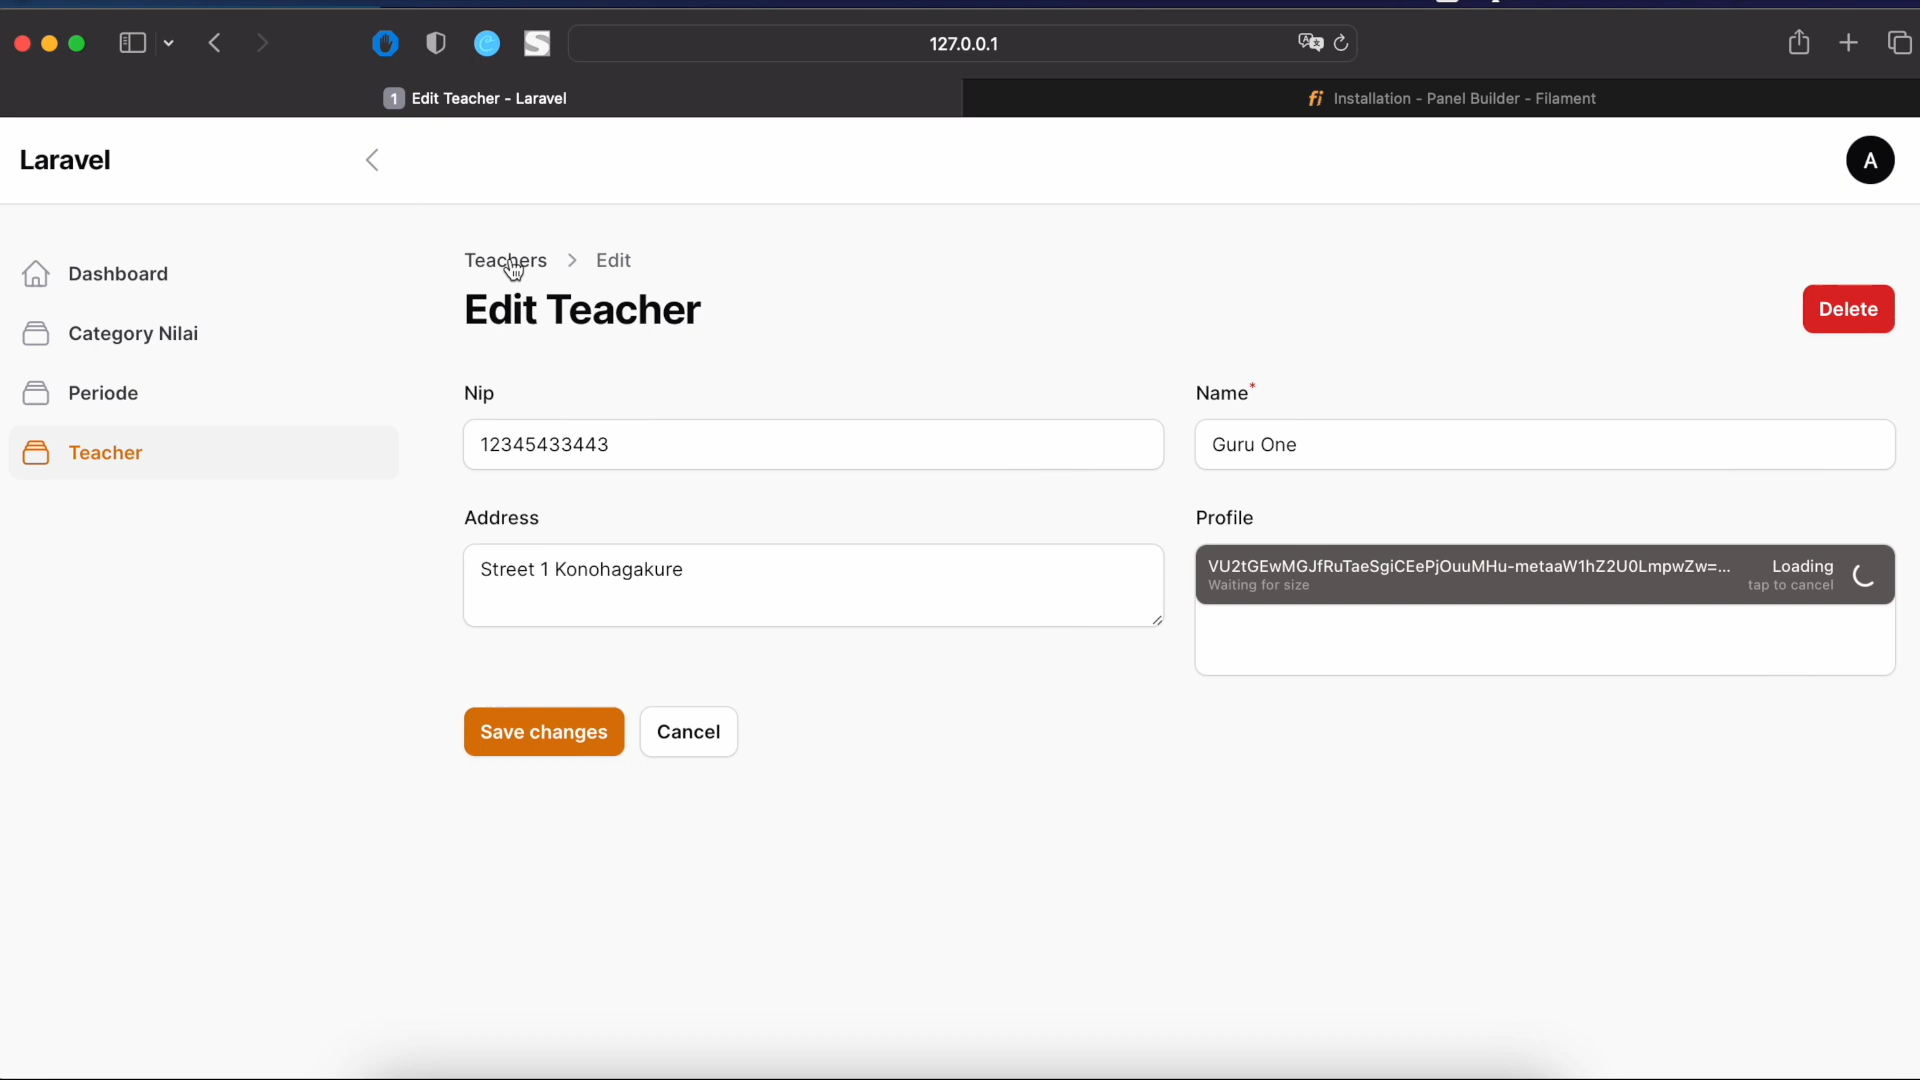 127.0.0.1
1 Edit Teacher - Laravel
fi Installation - Panel Builder - Filament
Laravel
A
Dashboard
Category Nilai
Periode
Teacher
Teachers > Edit
Edit Teacher
Delete
Nip
12345433443
Name*
Guru One
Address
Street 1 Konohagakure
Profile
VU2tGEwMGJfRuTaeSgiCEePjOuuMHu-metaaW1hZ2U0LmpwZw=...
Waiting for size
Loading
tap to cancel
Save changes
Cancel